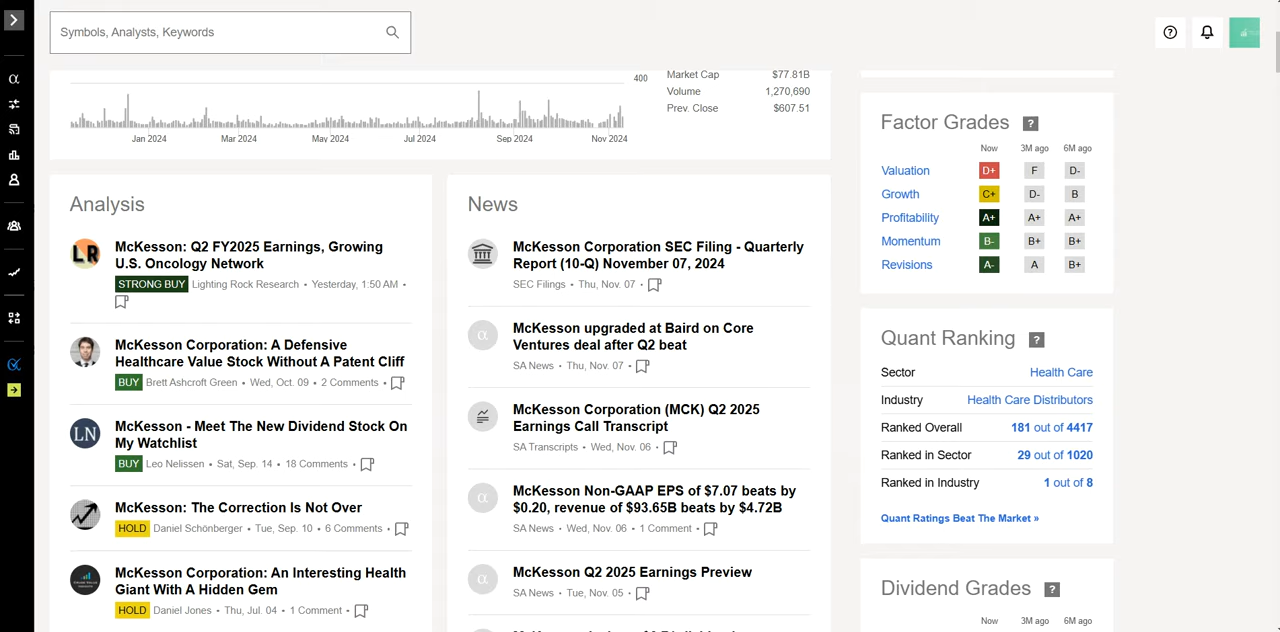 Symbols, Analysts, Keywords
400
Jan 2024 Mar 2024 May 2024 Jul 2024 Sep 2024 Nov 2024
Market Cap $77.81B
Volume 1,270,690
Prev. Close $607.51
Analysis
LR
McKesson: Q2 FY2025 Earnings, Growing
U.S. Oncology Network
STRONG BUY Lighting Rock Research • Yesterday, 1:50 AM •
McKesson Corporation: A Defensive
Healthcare Value Stock Without A Patent Cliff
BUY Brett Ashcroft Green • Wed, Oct. 09 • 2 Comments •
LN
McKesson - Meet The New Dividend Stock On
My Watchlist
BUY Leo Nelissen • Sat, Sep. 14 • 18 Comments •
McKesson: The Correction Is Not Over
HOLD Daniel Schönberger • Tue, Sep. 10 • 6 Comments •
McKesson Corporation: An Interesting Health
Giant With A Hidden Gem
HOLD Daniel Jones • Thu, Jul. 04 • 1 Comment •
News
McKesson Corporation SEC Filing - Quarterly
Report (10-Q) November 07, 2024
SEC Filings • Thu, Nov. 07 •
McKesson upgraded at Baird on Core
Ventures deal after Q2 beat
SA News • Thu, Nov. 07 •
McKesson Corporation (MCK) Q2 2025
Earnings Call Transcript
SA Transcripts • Wed, Nov. 06 •
McKesson Non-GAAP EPS of $7.07 beats by
$0.20, revenue of $93.65B beats by $4.72B
SA News • Wed, Nov. 06 • 1 Comment •
McKesson Q2 2025 Earnings Preview
SA News • Tue, Nov. 05 •
Factor Grades ?
Now 3M ago 6M ago
Valuation D+ F D-
Growth C+ D- B
Profitability A+ A+ A+
Momentum B- B+ B+
Revisions A- A B+
Quant Ranking ?
Sector Health Care
Industry Health Care Distributors
Ranked Overall 181 out of 4417
Ranked in Sector 29 out of 1020
Ranked in Industry 1 out of 8
Quant Ratings Beat The Market »
Dividend Grades ?
Now 3M ago 6M ago